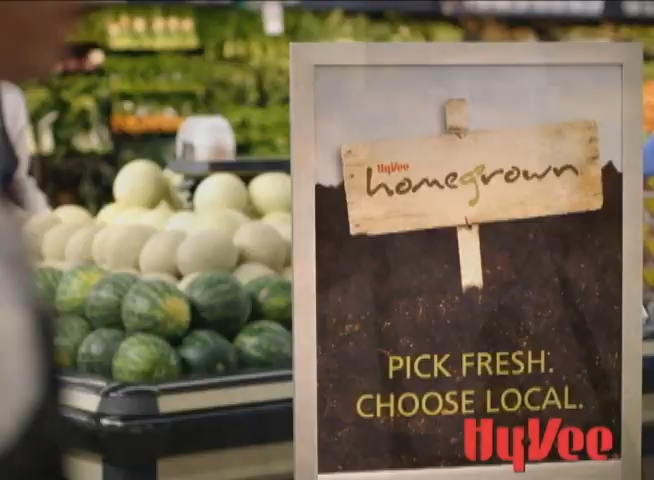 HyVee
homegrown
PICK FRESH.
CHOOSE LOCAL.
HyVee